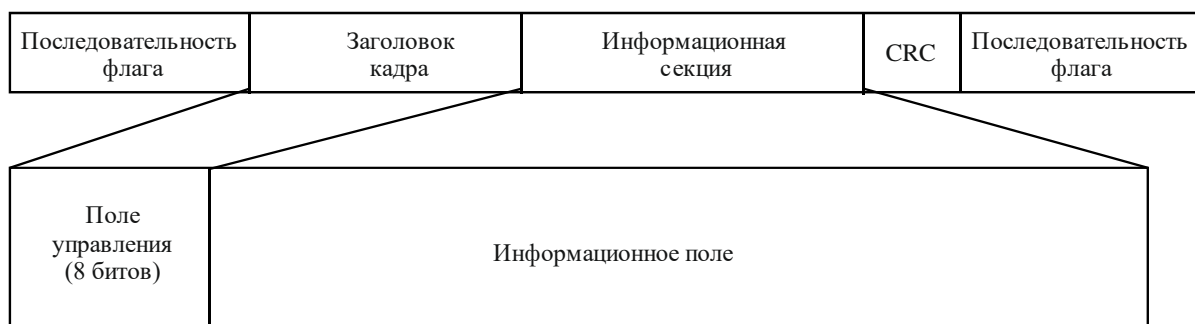 Последовательность
флага
Заголовок
кадра
Информационная
секция
CRC
Последовательность
флага
Поле
управления
(8 битов)
Информационное поле